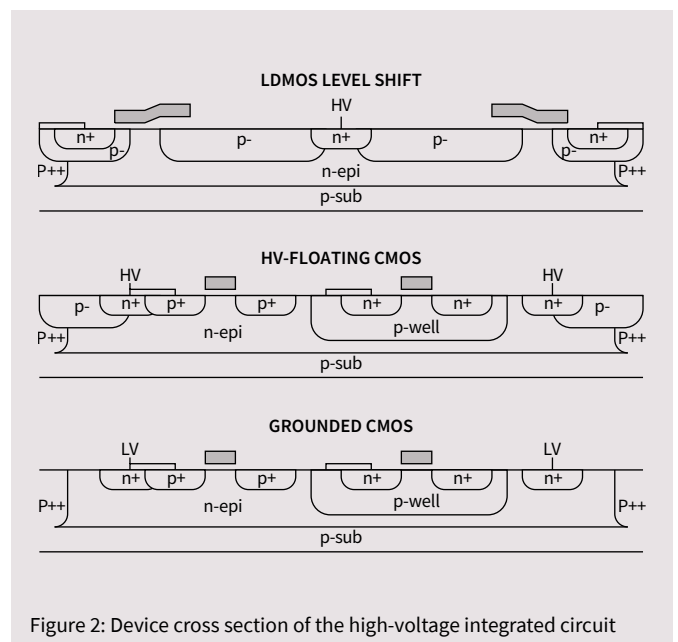 LDMOS LEVEL SHIFT
HV
n+ p- n+ p- n+
p- p-
P++ n-epi P++
p-sub
HV-FLOATING CMOS
HV HV
p- n+ p+ p+ n+ n+ n+ p-
P++ n-epi p-well P++
p-sub
GROUNDED CMOS
LV LV
n+ p+ p+ n+ n+ n+
P++ n-epi p-well P++
p-sub
Figure 2: Device cross section of the high-voltage integrated circuit